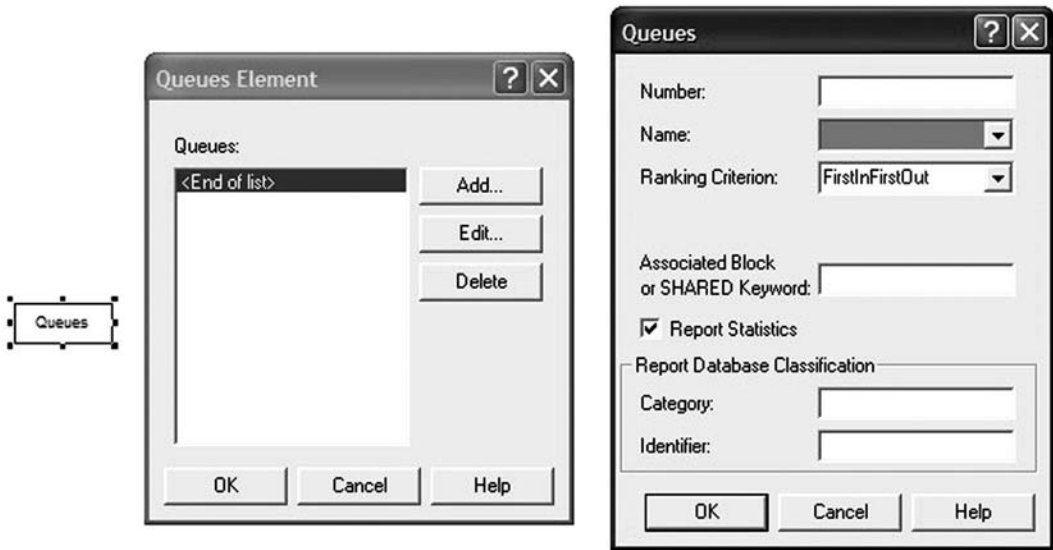 Queues
Queues Element
Queues:
<End of list>
Add...
Edit...
Delete
OK Cancel Help
Queues
Number:
Name:
Ranking Criterion: FirstInFirstOut
Associated Block
or SHARED Keyword:
Report Statistics
Report Database Classification
Category:
Identifier:
OK Cancel Help